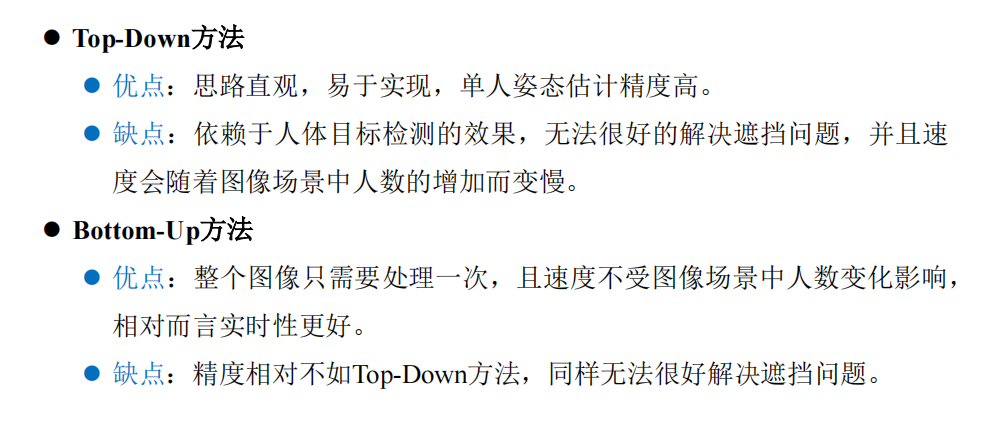 ● Top-Down方法
● 优点：思路直观，易于实现，单人姿态估计精度高。
● 缺点：依赖于人体目标检测的效果，无法很好的解决遮挡问题，并且速
度会随着图像场景中人数的增加而变慢。
● Bottom-Up方法
● 优点：整个图像只需要处理一次，且速度不受图像场景中人数变化影响，
相对而言实时性更好。
● 缺点：精度相对不如Top-Down方法，同样无法很好解决遮挡问题。